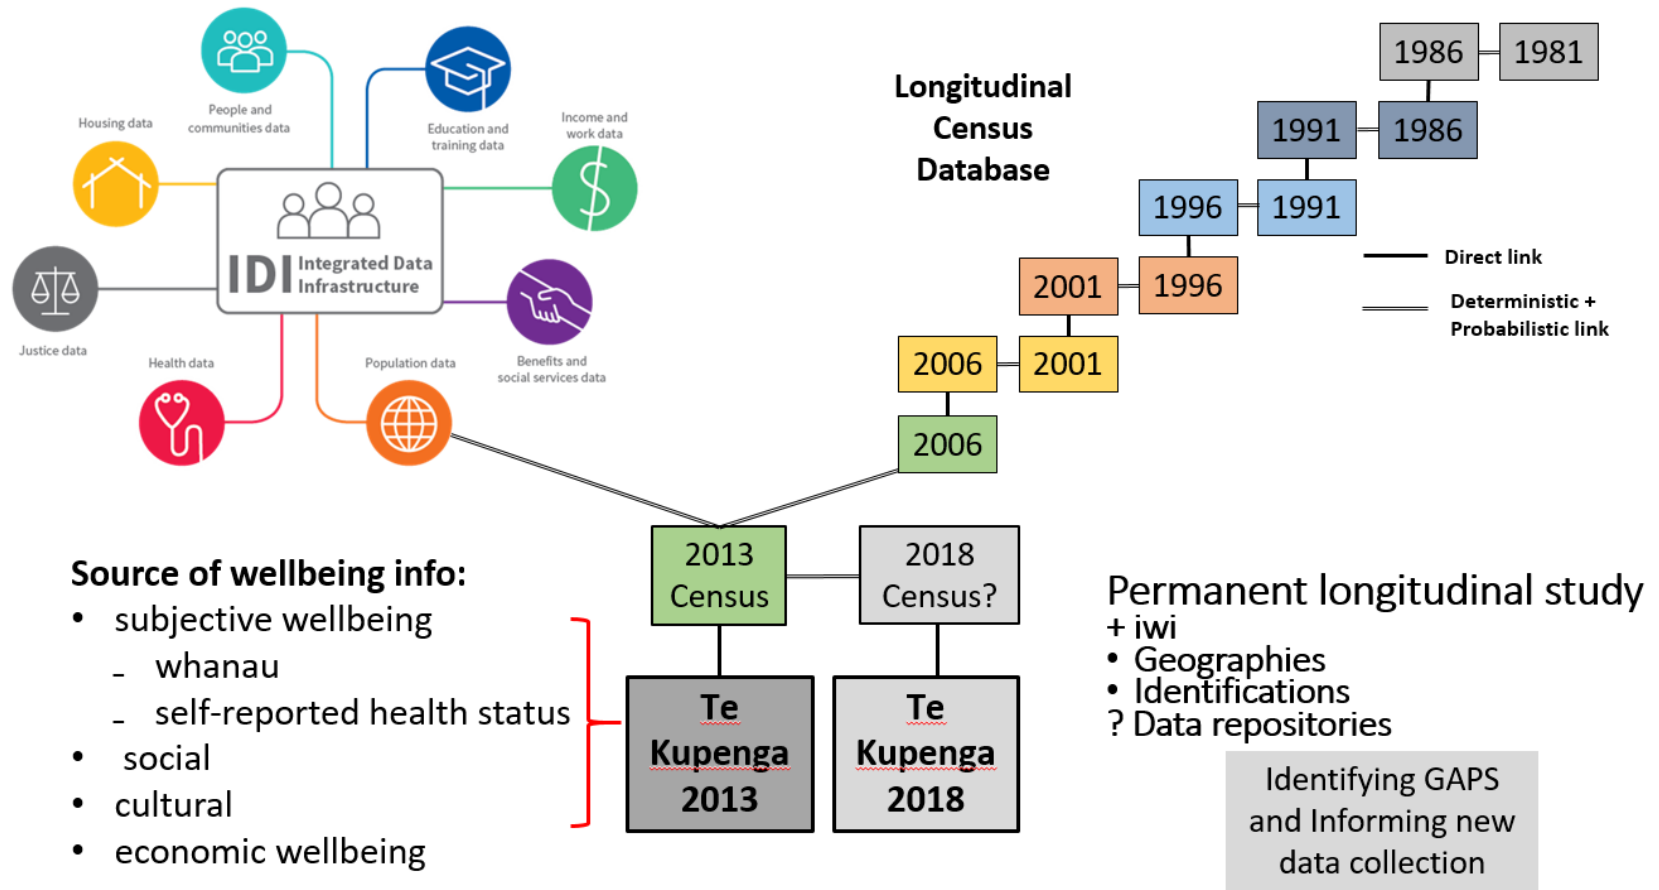 People and
communities data
Education and
training data
Housing data
Income and
work data
IDI Integrated Data
Infrastructure
Justice data
Benefits and
social services data
Health data
Population data
Longitudinal
Census
Database
1986
1981
1991
1986
1996
1991
2001
1996
2006
2001
2006
Direct link
Deterministic +
Probabilistic link
2013
Census
2018
Census?
Te
Kupenga
2013
Te
Kupenga
2018
Source of wellbeing info:
• subjective wellbeing
- whanau
- self-reported health status
• social
• cultural
• economic wellbeing
Permanent longitudinal study
+ iwi
• Geographies
• Identifications
? Data repositories
Identifying GAPS
and Informing new
data collection